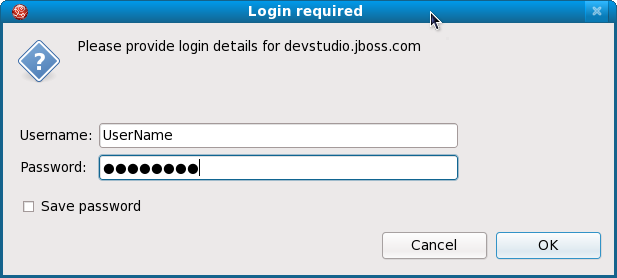 Login required
Please provide login details for devstudio.jboss.com
?
Username: UserName
Password: ●●●●●●●●
Save password
Cancel OK